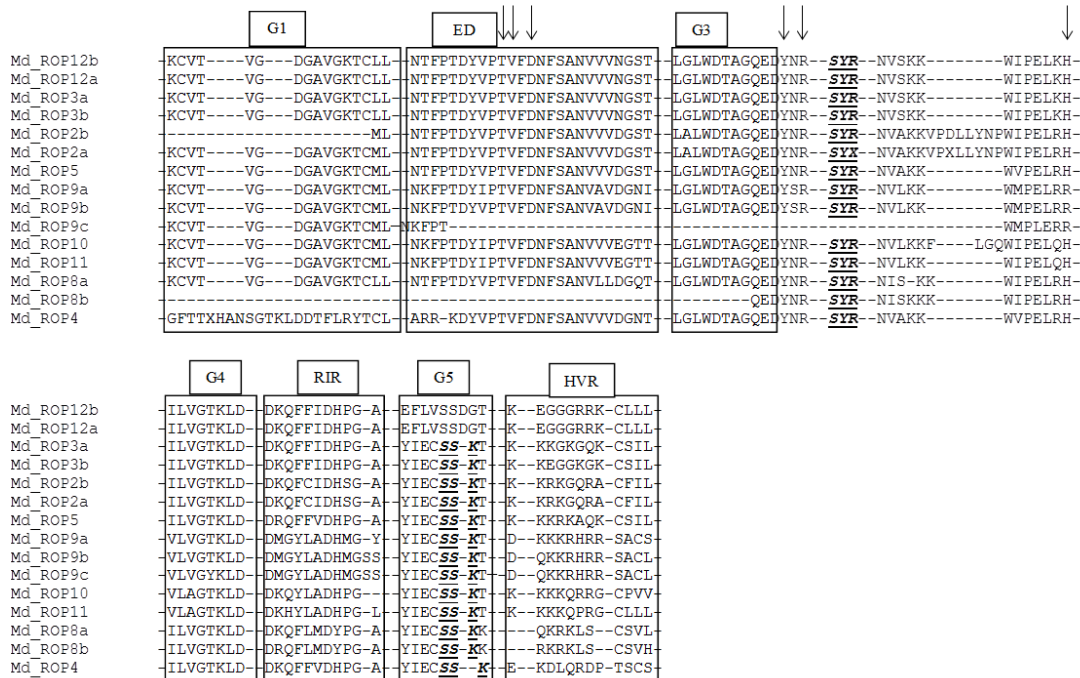 G1 ED G3
Md_ROP12b -KCVT----VG---DGAVGKTCLL--NTFPTDYVPTVFDNFSANVVVNGST--LGLWDTAGQEDYNR--SYR--NVSKK--------WIPELKH-
Md_ROP12a -KCVT----VG---DGAVGKTCLL--NTFPTDYVPTVFDNFSANVVVNGST--LGLWDTAGQEDYNR--SYR--NVSKK--------WIPELKH-
Md_ROP3a -KCVT----VG---DGAVGKTCLL--NTFPTDYVPTVFDNFSANVVVNGST--LGLWDTAGQEDYNR--SYR--NVSKK--------WIPELKH-
Md_ROP3b -KCVT----VG---DGAVGKTCLL--NTFPTDYVPTVFDNFSANVVVNGST--LGLWDTAGQEDYNR--SYR--NVSKK--------WIPELKH-
Md_ROP2b ----------------------ML--NTFPTDYVPTVFDNFSANVVVDGST--LALWDTAGQEDYNR--SYR--NVAKKVPDLLYNPWIPELRH-
Md_ROP2a -KCVT----VG---DGAVGKTCML--NTFPTDYVPTVFDNFSANVVVDGST--LALWDTAGQEDYNR--SYX--NVAKKVPXLLYNPWIPELRH-
Md_ROP5 -KCVT----VG---DGAVGKTCML--NTFPTDYVPTVFDNFSANVVVDGST--LGLWDTAGQEDYNR--SYR--NVAKK--------WVPELRH-
Md_ROP9a -KCVT----VG---DGAVGKTCML--NKFPTDYIPTVFDNFSANVAVDGNI--LGLWDTAGQEDYSR--SYR--NVLKK--------WMPELRR-
Md_ROP9b -KCVT----VG---DGAVGKTCML--NKFPTDYVPTVFDNFSANVAVDGNI--LGLWDTAGQEDYSR--SYR--NVLKK--------WMPELRR-
Md_ROP9c -KCVT----VG---DGAVGKTCML-NKFPT-----------------------------------------------------------WMPLERR-
Md_ROP10 -KCVT----VG---DGAVGKTCML--NKFPTDYIPTVFDNFSANVVVEGTT--LGLWDTAGQEDYNR--SYR--NVLKKF----LGQWIPELQH-
Md_ROP11 -KCVT----VG---DGAVGKTCML--NKFPTDYIPTVFDNFSANVVVEGTT--LGLWDTAGQEDYNR--SYR--NVLKK--------WIPELQH-
Md_ROP8a -KCVT----VG---DGAVGKTCLL--NTFPTDYVPTVFDNFSANVLLDGQT--LGLWDTAGQEDYNR--SYR--NIS-KK-------WIPELRH-
Md_ROP8b --------------------------------------------------------------QEDYNR--SYR--NISKKK-------WIPELRH-
Md_ROP4 -GFTTXHANSGTKLDDTFLRYTCL--ARR-KDYVPTVFDNFSANVVVDGNT--LGLWDTAGQEDYNR--SYR--NVAKK--------WVPELRH-
G4 RIR G5 HVR
Md_ROP12b -ILVGTKLD--DKQFFIDHPG-A--EFLVSSDGT--K--EGGGRRK-CLLL-
Md_ROP12a -ILVGTKLD--DKQFFIDHPG-A--EFLVSSDGT--K--EGGGRRK-CLLL-
Md_ROP3a -ILVGTKLD--DKQFFIDHPG-A--YIECSS-KT--K--KKGKGQK-CSIL-
Md_ROP3b -ILVGTKLD--DKQFFIDHPG-A--YIECSS-KT--K--KEGGKGK-CSIL-
Md_ROP2b -ILVGTKLD--DKQFCIDHSG-A--YIECSS-KT--K--KRKGQRA-CFIL-
Md_ROP2a -ILVGTKLD--DKQFCIDHSG-A--YIECSS-KT--K--KRKGQRA-CFIL-
Md_ROP5 -ILVGTKLD--DRQFFVDHPG-A--YIECSS-KT--K--KKRKAQK-CSIL-
Md_ROP9a -VLVGTKLD--DMGYLADHMG-Y--YIECSS-KT--D--KKRHRR-SACS-
Md_ROP9b -VLVGTKLD--DMGYLADHMGSS--YIECSS-KT--D--QKKRHRR-SACL-
Md_ROP9c -VLVGYKLD--DMGYLADHMGSS--YIECSS-KT--D--QKKRHRR-SACL-
Md_ROP10 -VLAGTKLD--DKQYLADHPG----YIECSS-KT--K--KKKQRRG-CPVV-
Md_ROP11 -VLAGTKLD--DKHYLADHPG-L--YIECSS-KT--K--KKKQPRG-CLLL-
Md_ROP8a -ILVGTKLD--DKQFLMDYPG-A--YIECSS-KK-----QKRKLS--CSVL-
Md_ROP8b -ILVGTKLD--DRQFLMDYPG-A--YIECSS-KK-----RKRKLS--CSVH-
Md_ROP4 -ILVGTKLD--DKQFFVDHPG-A--YIECSS--K--E--KDLQRDP-TSCS-